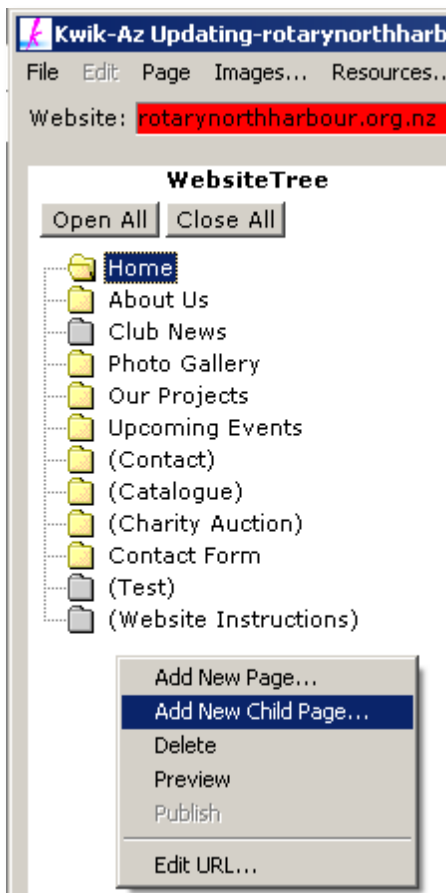 Kwik-Az Updating-rotarynorthharb
File Edit Page Images... Resources..
Website: rotarynorthharbour.org.nz
WebsiteTree
Open All Close All
Home
About Us
Club News
Photo Gallery
Our Projects
Upcoming Events
(Contact)
(Catalogue)
(Charity Auction)
Contact Form
(Test)
(Website Instructions)
Add New Page...
Add New Child Page...
Delete
Preview
Publish
Edit URL...